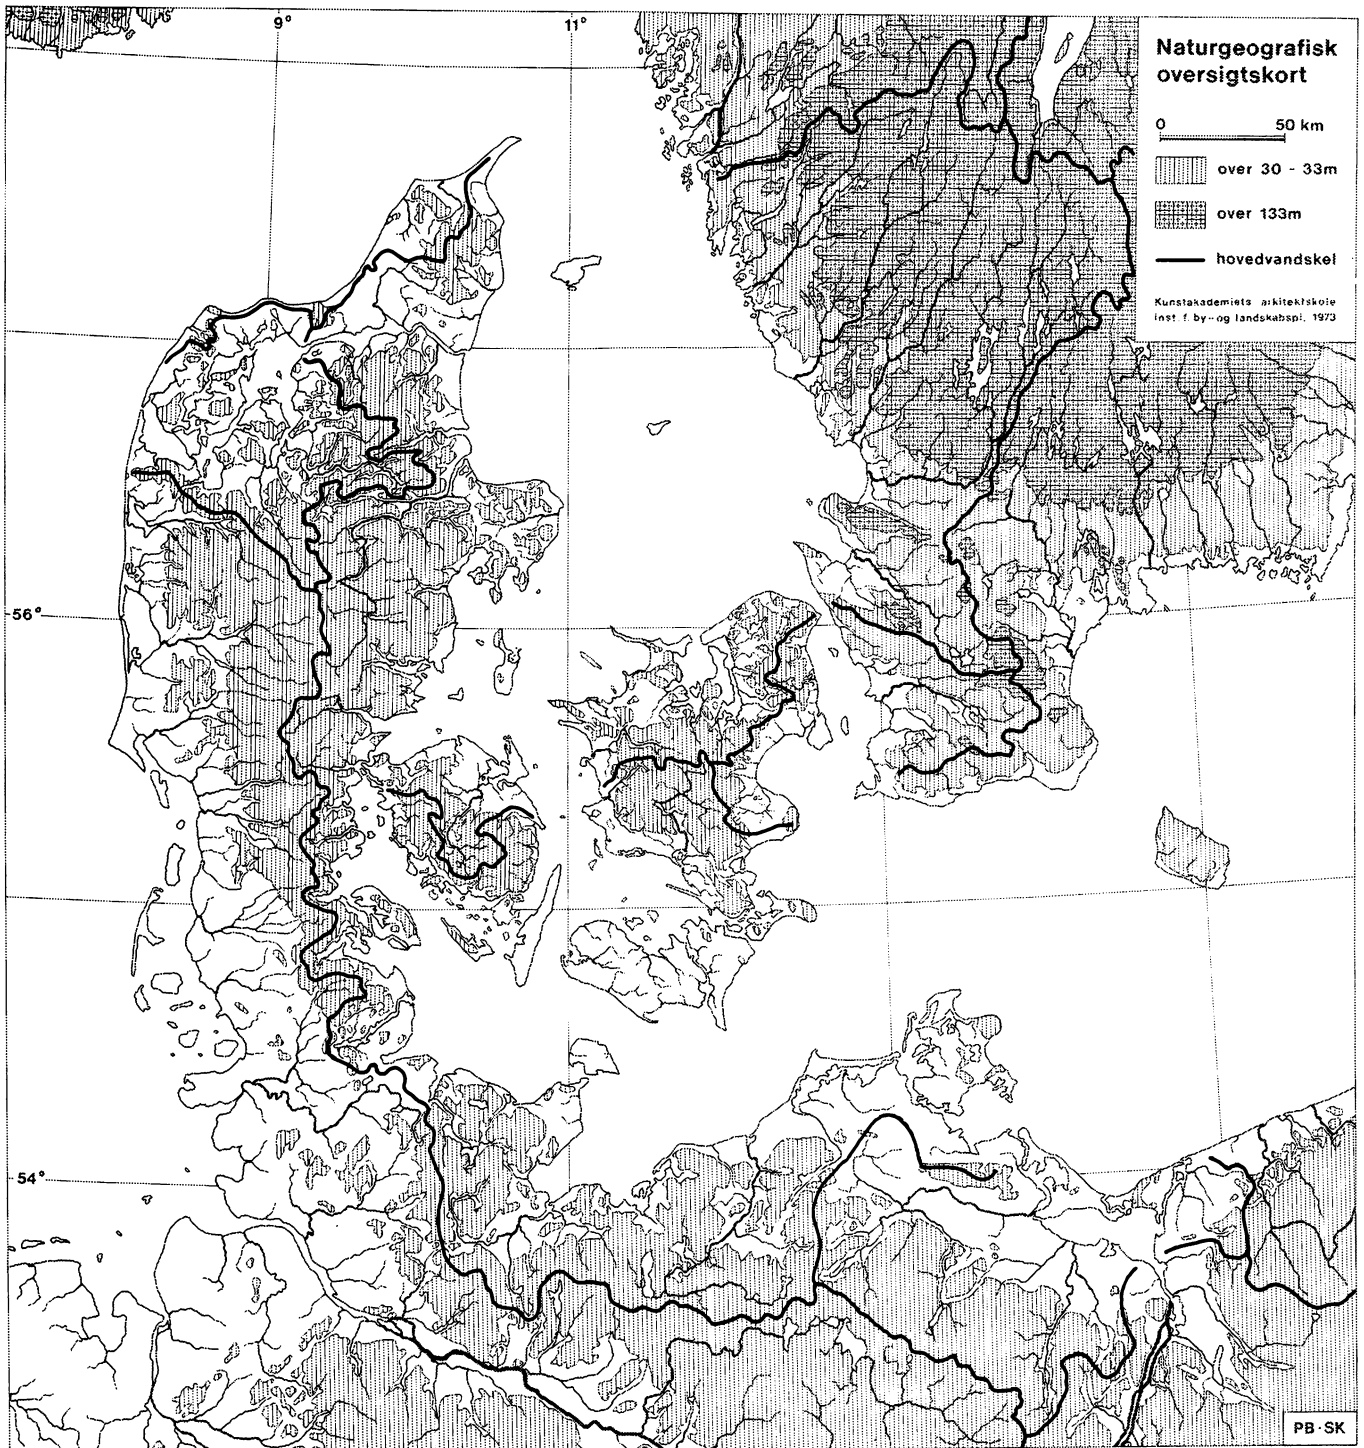 9° 11°
Naturgeografisk
oversigtskort
0 50 km
over 30 - 33m
over 133m
hovedvandskel
Kunstakademiets arkitektskole
inst. f. by- og landskabspl. 1973
56°
54°
PB·SK